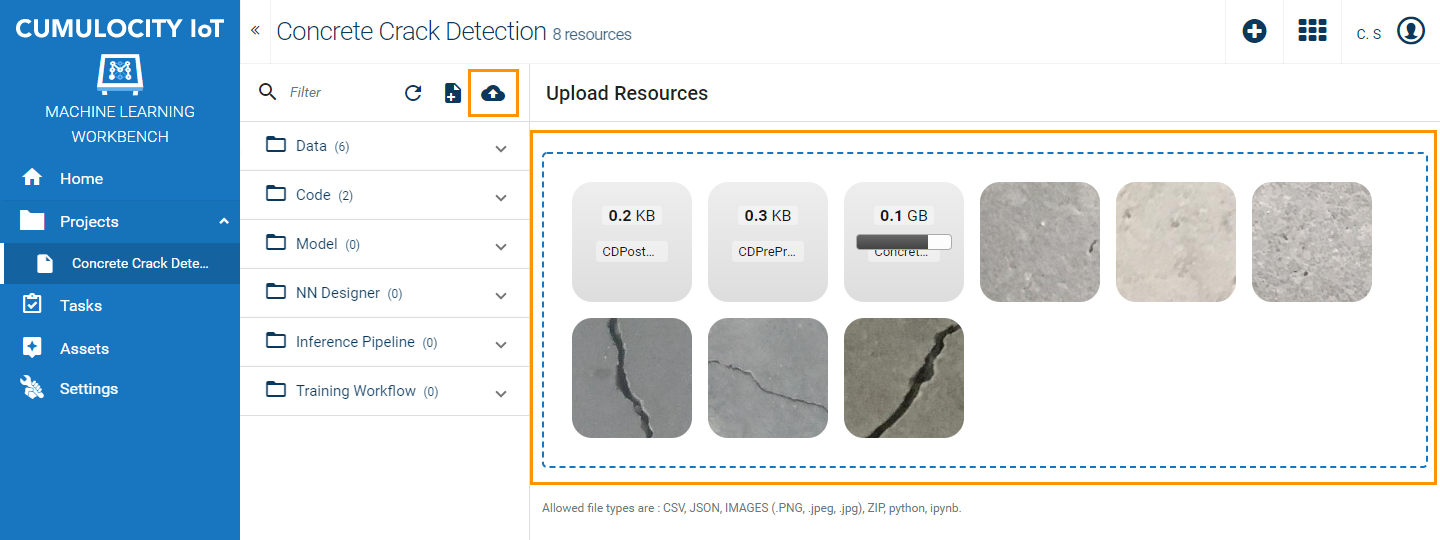 CUMULOCITY IoT
MACHINE LEARNING
WORKBENCH
Home
Projects
Concrete Crack Dete...
Tasks
Assets
Settings
« Concrete Crack Detection 8 resources
C. S
Filter
Data (6)
Code (2)
Model (0)
NN Designer (0)
Inference Pipeline (0)
Training Workflow (0)
Upload Resources
0.2 KB
CDPost...
0.3 KB
CDPrePr...
0.1 GB
Concret...
Allowed file types are : CSV, JSON, IMAGES (.PNG, .jpeg, .jpg), ZIP, python, ipynb.